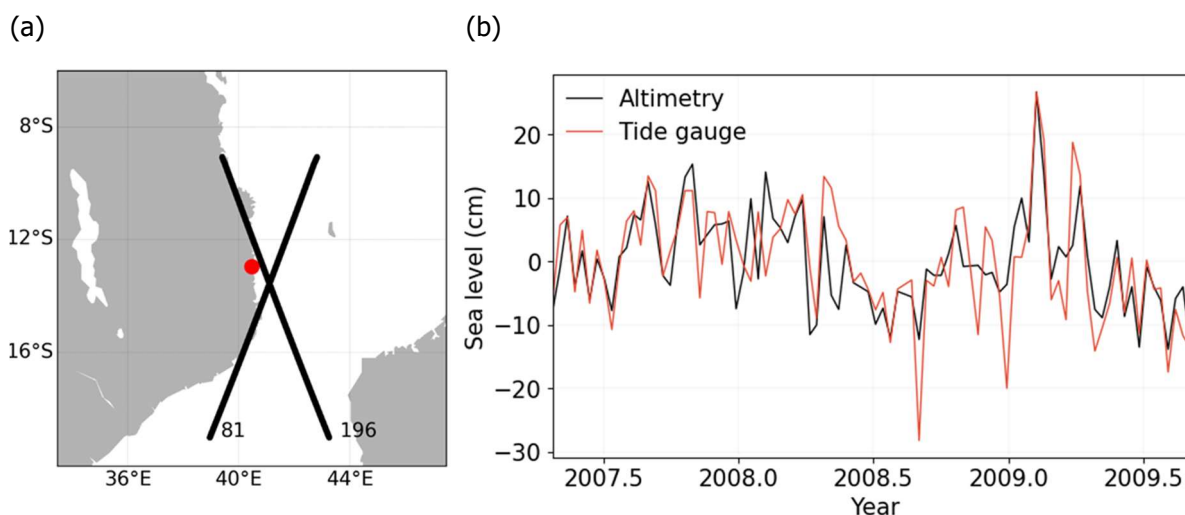 (a)
(b)
8°S
12°S
16°S
36°E 40°E 44°E
81
196
Altimetry
Tide gauge
Sea level (cm)
20
10
0
−10
−20
−30
2007.5 2008.0 2008.5 2009.0 2009.5
Year